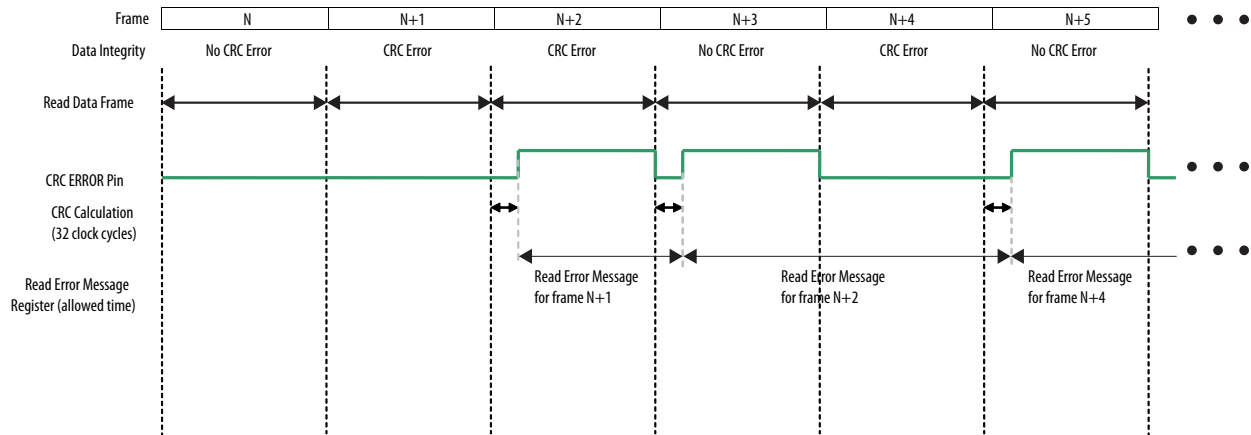 Frame N N+1 N+2 N+3 N+4 N+5
Data Integrity No CRC Error CRC Error CRC Error No CRC Error CRC Error No CRC Error
Read Data Frame
CRC ERROR Pin
CRC Calculation
(32 clock cycles)
Read Error Message
Register (allowed time)
Read Error Message
for frame N+1
Read Error Message
for frame N+2
Read Error Message
for frame N+4